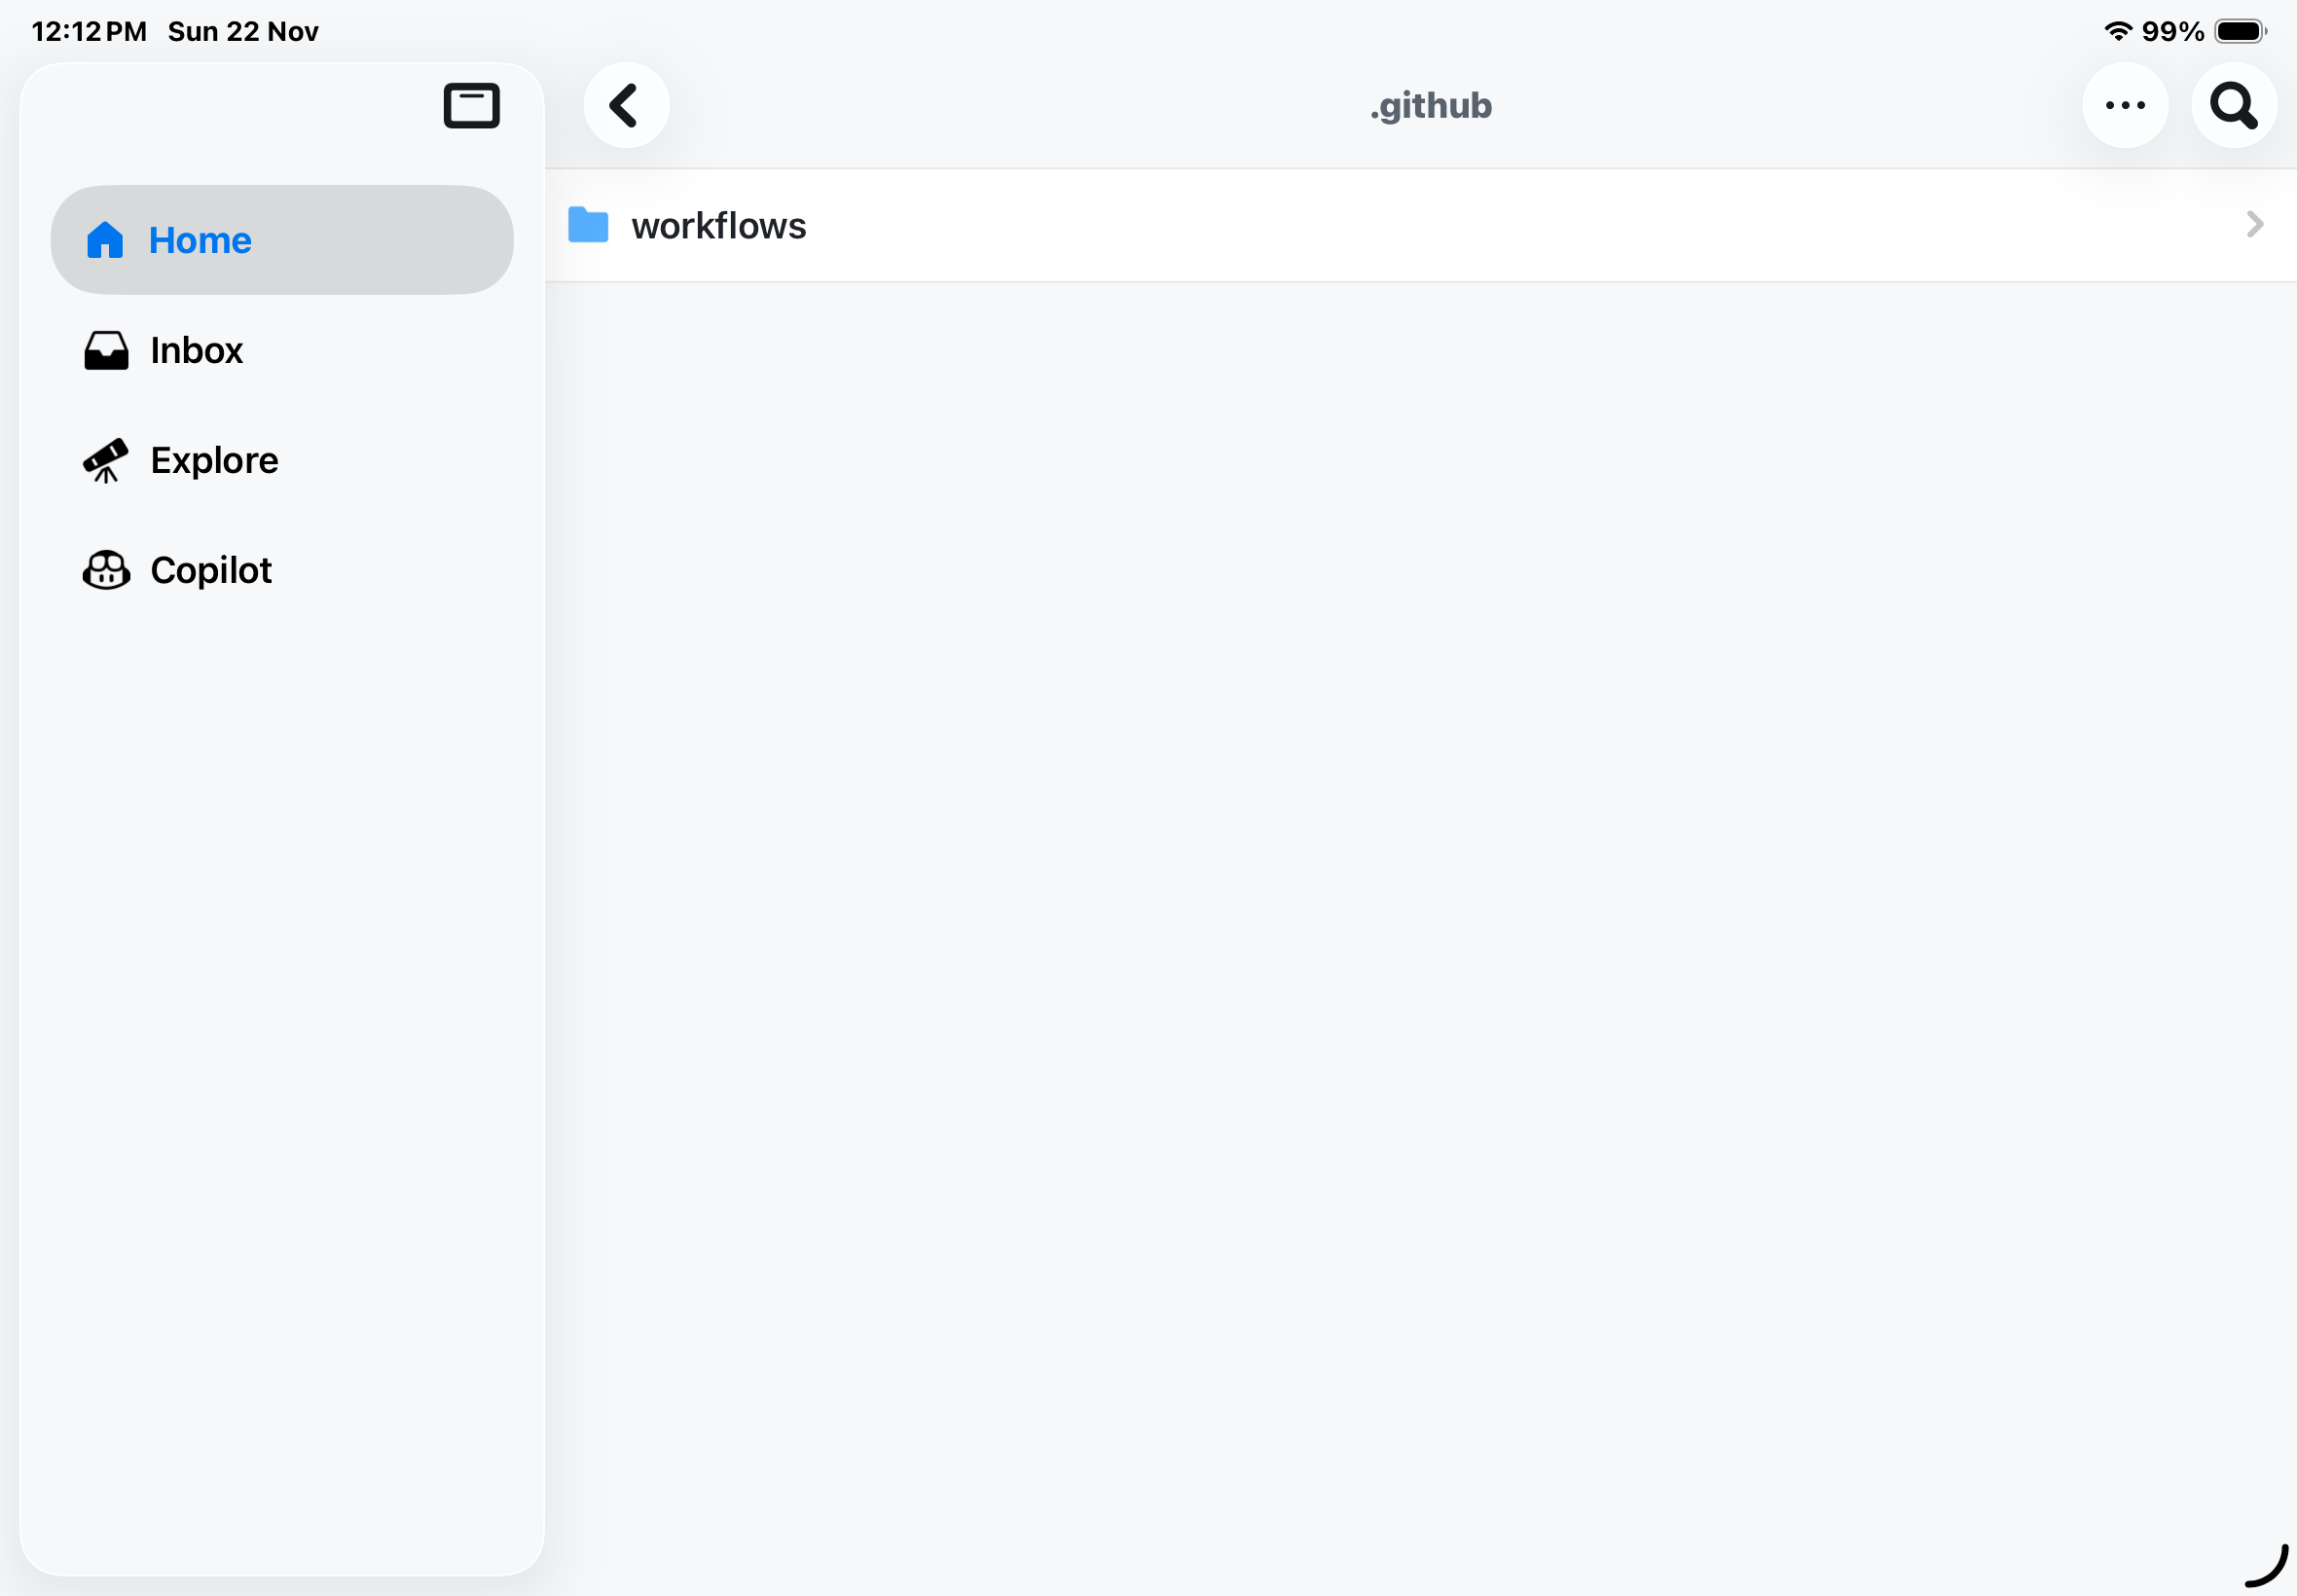 12:12 PM Sun 22 Nov
99%
.github
Home
Inbox
Explore
Copilot
workflows